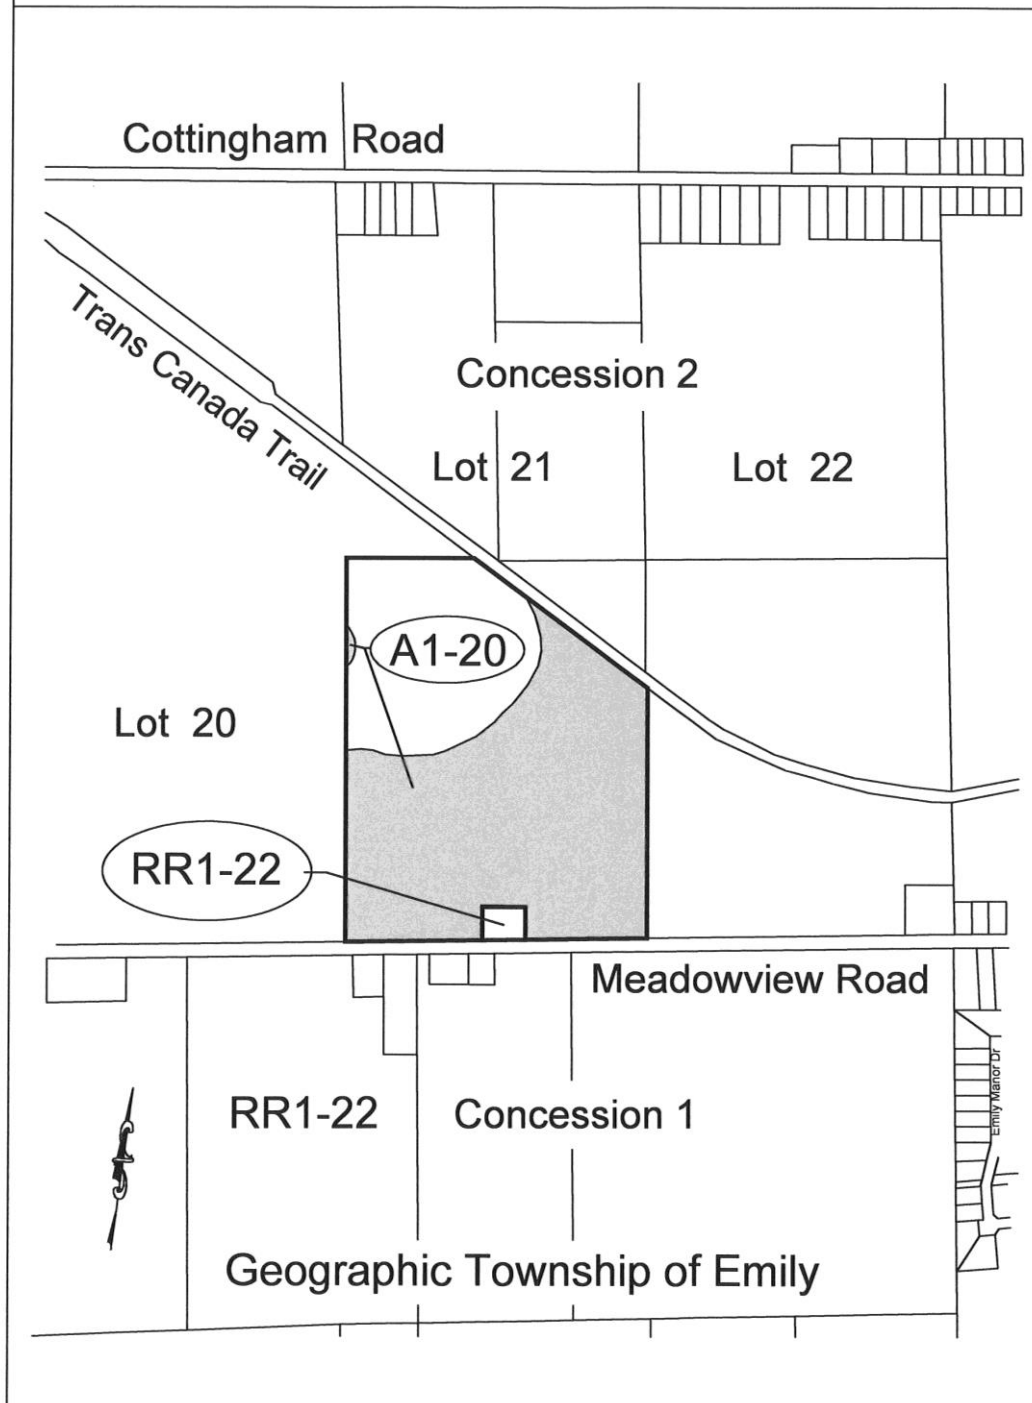 Cottingham Road
Trans Canada Trail
Concession 2
Lot 21
Lot 22
A1-20
Lot 20
RR1-22
Meadowview Road
Emily Manor Dr
RR1-22
Concession 1
Geographic Township of Emily